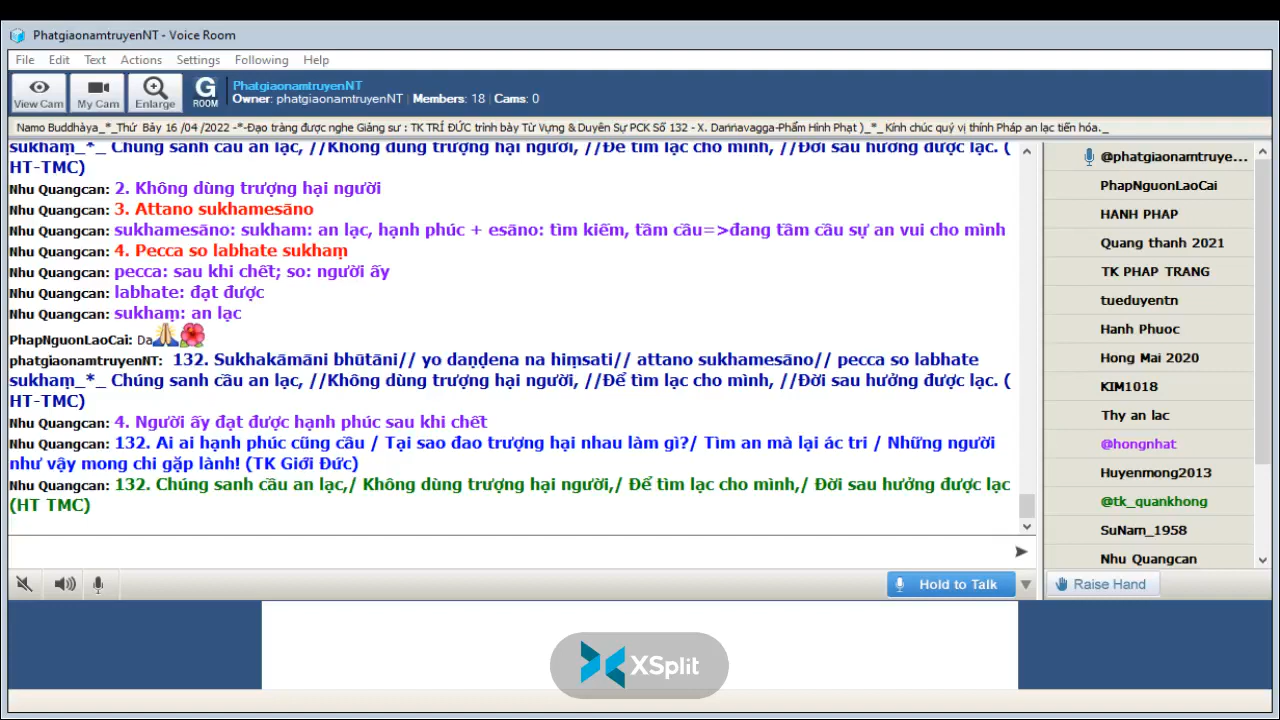 PhatgiaonamtruyenNT - Voice Room
File Edit Text Actions Settings Following Help
View Cam My Cam Enlarge G ROOM
PhatgiaonamtruyenNT
Owner: phatgiaonamtruyenNT | Members: 18 | Cams: 0
Namo Buddhàya_*_Thứ Bảy 16 /04 /2022 -*-Đạo tràng được nghe Giảng sư : TK TRÍ ĐỨC trình bày Từ Vựng & Duyên Sự PCK Số 132 - X. Daṇṇavagga-Phẩm Hình Phạt )_*_ Kính chúc quý vị thính Pháp an lạc tiến hóa._
sukhaṃ_*_ Chúng sanh cầu an lạc, //Không dùng trượng hại người, //Để tìm lạc cho mình, //Đời sau hưởng được lạc. (
HT-TMC)
Nhu Quangcan: 2. Không dùng trượng hại người
Nhu Quangcan: 3. Attano sukhamesāno
Nhu Quangcan: sukhamesāno: sukham: an lạc, hạnh phúc + esāno: tìm kiếm, tầm cầu=>đang tầm cầu sự an vui cho mình
Nhu Quangcan: 4. Pecca so labhate sukhaṃ
Nhu Quangcan: pecca: sau khi chết; so: người ấy
Nhu Quangcan: labhate: đạt được
Nhu Quangcan: sukhaṃ: an lạc
PhapNguonLaoCai: Dạ
phatgiaonamtruyenNT: 132. Sukhakāmāni bhūtāni// yo daṇḍena na hiṃsati// attano sukhamesāno// pecca so labhate
sukhaṃ_*_ Chúng sanh cầu an lạc, //Không dùng trượng hại người, //Để tìm lạc cho mình, //Đời sau hưởng được lạc. (
HT-TMC)
Nhu Quangcan: 4. Người ấy đạt được hạnh phúc sau khi chết
Nhu Quangcan: 132. Ai ai hạnh phúc cũng cầu / Tại sao đao trượng hại nhau làm gì?/ Tìm an mà lại ác tri / Những người
như vậy mong chi gặp lành! (TK Giới Đức)
Nhu Quangcan: 132. Chúng sanh cầu an lạc,/ Không dùng trượng hại người,/ Để tìm lạc cho mình,/ Đời sau hưởng được lạc
(HT TMC)
@phatgiaonamtruye...
PhapNguonLaoCai
HANH PHAP
Quang thanh 2021
TK PHAP TRANG
tueduyentn
Hanh Phuoc
Hong Mai 2020
KIM1018
Thy an lac
@hongnhat
Huyenmong2013
@tk_quankhong
SuNam_1958
Nhu Quangcan
Hold to Talk
Raise Hand
XSplit